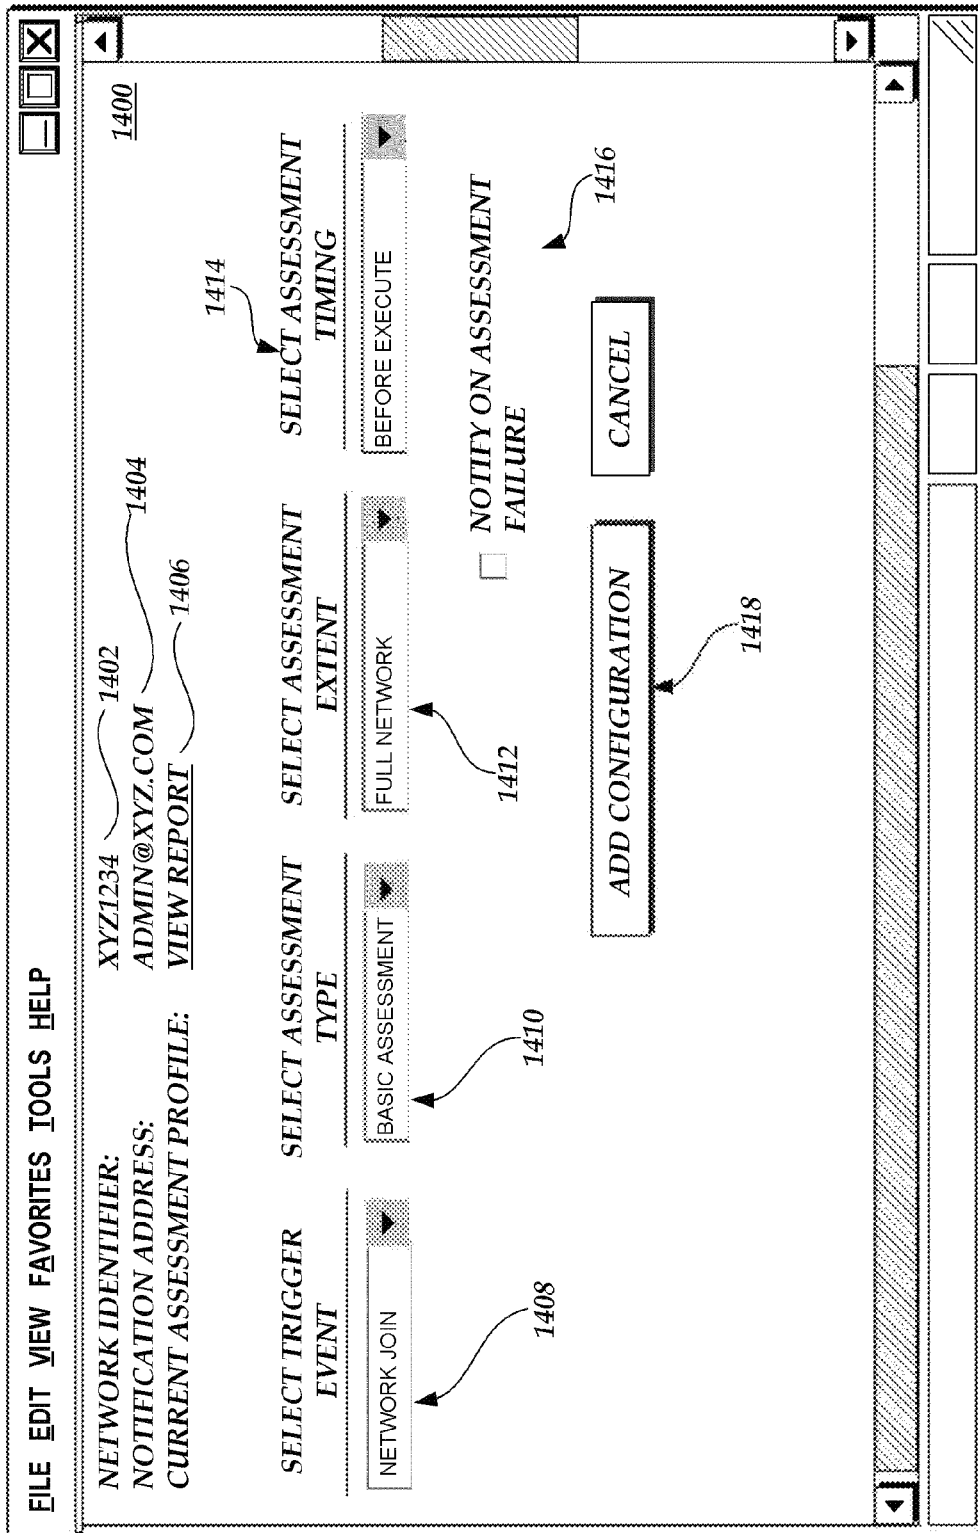 FILE EDIT VIEW FAVORITES TOOLS HELP
1400
NETWORK IDENTIFIER: XYZ1234 1402
NOTIFICATION ADDRESS: ADMIN@XYZ.COM 1404
CURRENT ASSESSMENT PROFILE: VIEW REPORT 1406
1414
SELECT TRIGGER
EVENT
SELECT ASSESSMENT
TYPE
SELECT ASSESSMENT
EXTENT
SELECT ASSESSMENT
TIMING
NETWORK JOIN
BASIC ASSESSMENT
FULL NETWORK
BEFORE EXECUTE
1408
1410
1412
NOTIFY ON ASSESSMENT
FAILURE
1416
ADD CONFIGURATION
CANCEL
1418